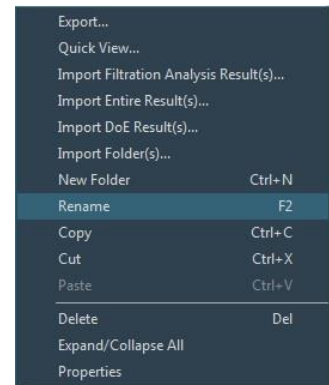 Export...
Quick View...
Import Filtration Analysis Result(s)...
Import Entire Result(s)...
Import DoE Result(s)...
Import Folder(s)...
New Folder Ctrl+N
Rename F2
Copy Ctrl+C
Cut Ctrl+X
Paste Ctrl+V
Delete Del
Expand/Collapse All
Properties